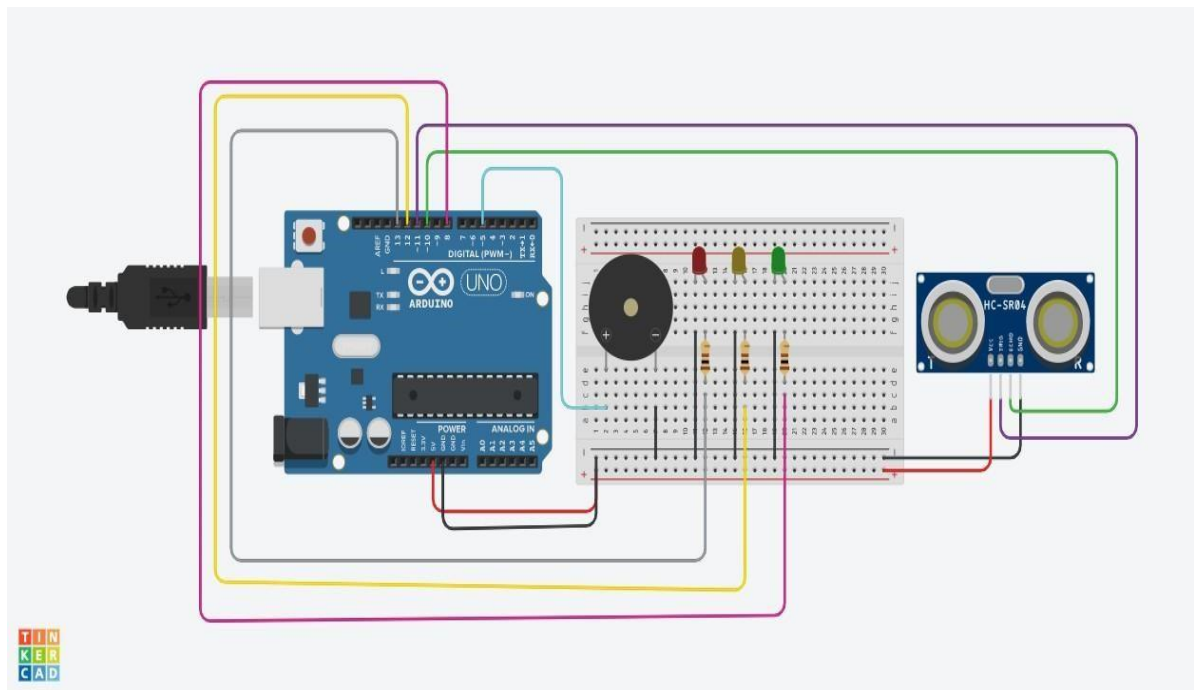 AREF
GND
13
12
~11
~10
~9
8
7
~6
~5
4
~3
2
TX→1
RX←0
DIGITAL (PWM~)
L
TX
RX
ARDUINO
UNO
ON
POWER
ANALOG IN
IOREF
RESET
3.3V
5V
GND
GND
Vin
A0
A1
A2
A3
A4
A5
HC-SR04
VCC
TRIG
ECHO
GND
T
R
TIN
KER
CAD